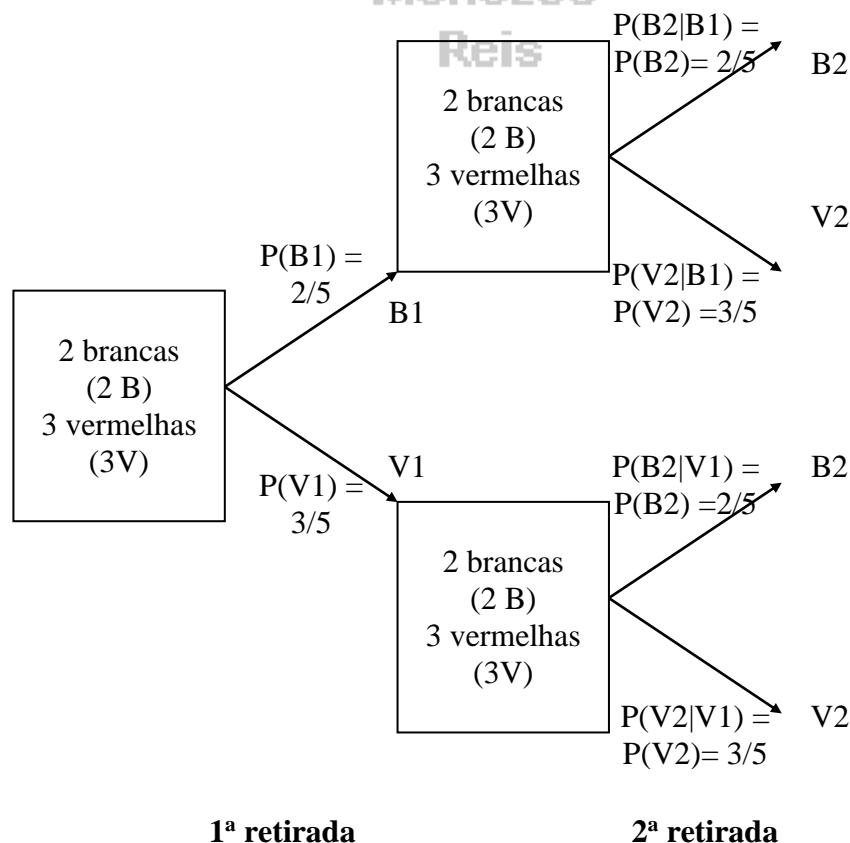 Reis
P(B2|B1) =
P(B2)= 2/5
B2
2 brancas
(2 B)
3 vermelhas
(3V)
V2
P(B1) =
2/5
P(V2|B1) =
P(V2) =3/5
B1
2 brancas
(2 B)
3 vermelhas
(3V)
V1
P(V1) =
3/5
P(B2|V1) =
P(B2) =2/5
B2
2 brancas
(2 B)
3 vermelhas
(3V)
P(V2|V1) =
P(V2)= 3/5
V2
1ª retirada
2ª retirada